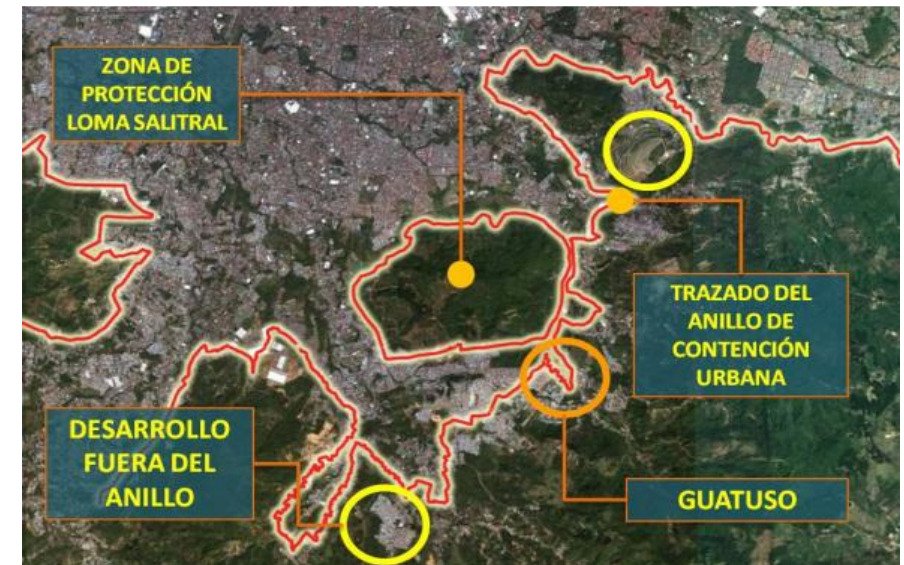 ZONA DE
PROTECCIÓN
LOMA SALITRAL
TRAZADO DEL
ANILLO DE
CONTENCIÓN
URBANA
DESARROLLO
FUERA DEL
ANILLO
GUATUSO